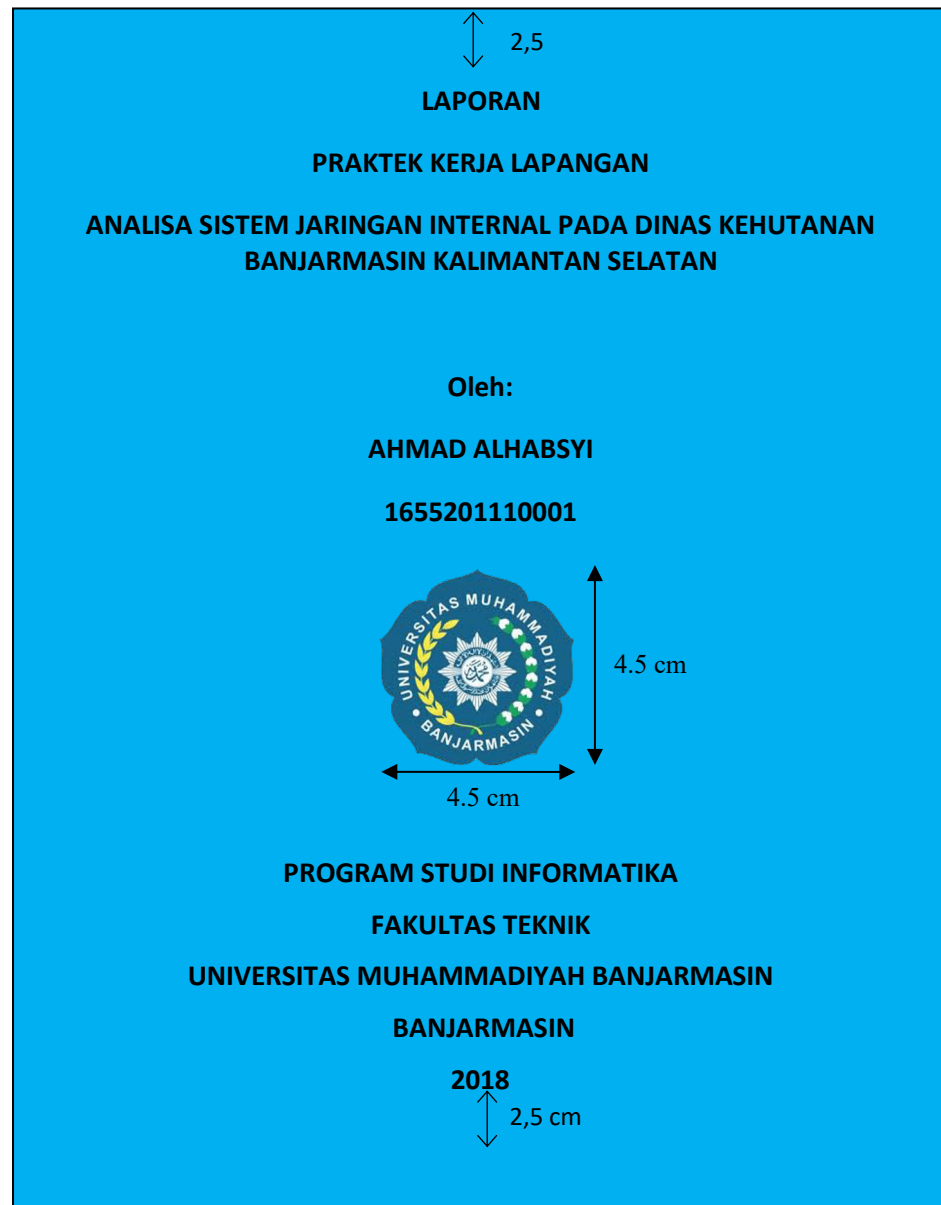 2,5
LAPORAN
PRAKTEK KERJA LAPANGAN
ANALISA SISTEM JARINGAN INTERNAL PADA DINAS KEHUTANAN
BANJARMASIN KALIMANTAN SELATAN
Oleh:
AHMAD ALHABSYI
1655201110001
UNIVERSITAS MUHAMMADIYAH
BANJARMASIN
4.5 cm
4.5 cm
PROGRAM STUDI INFORMATIKA
FAKULTAS TEKNIK
UNIVERSITAS MUHAMMADIYAH BANJARMASIN
BANJARMASIN
2018
2,5 cm